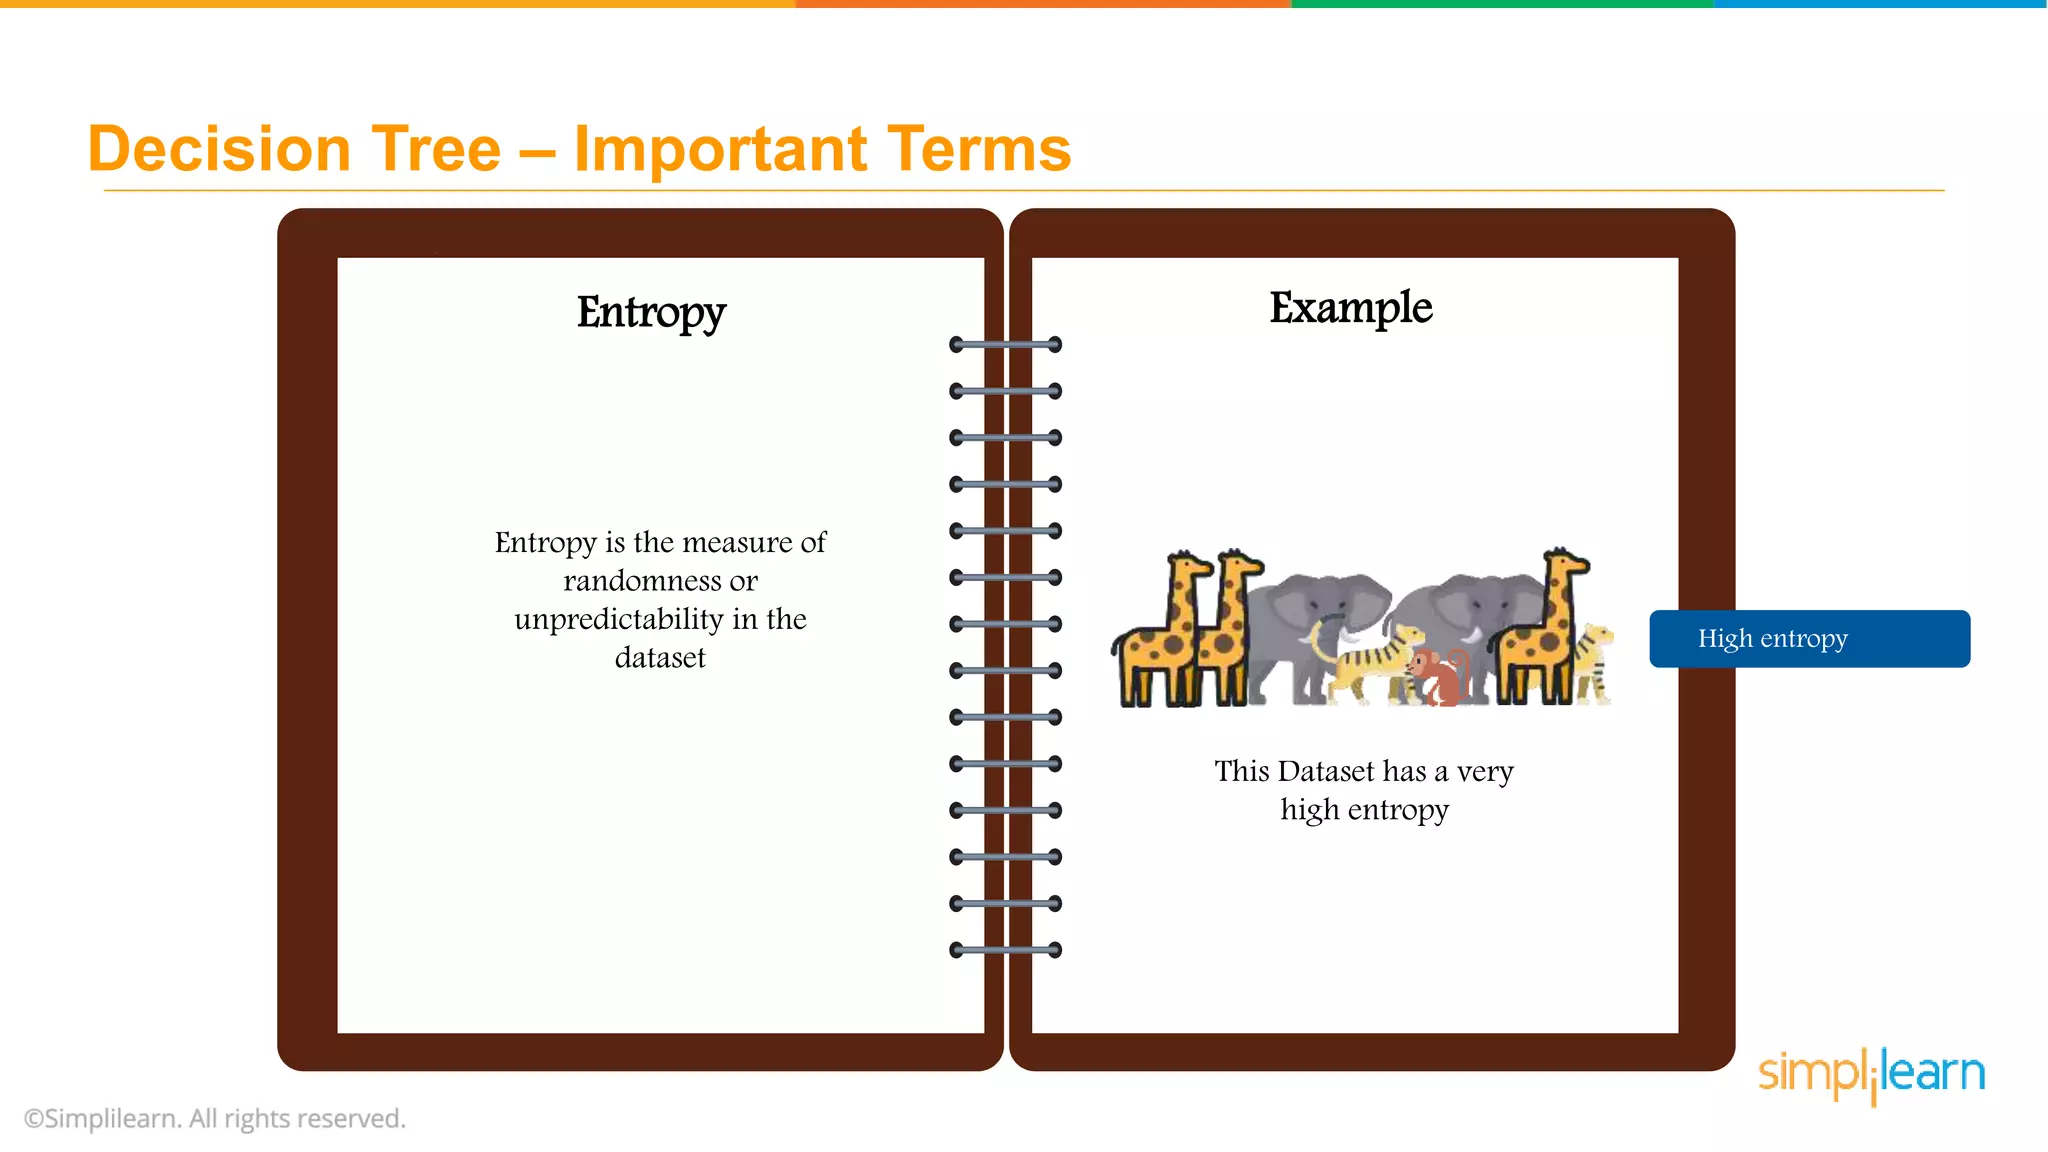 Decision Tree – Important Terms
Entropy
Entropy is the measure of
randomness or
unpredictability in the
dataset
Example
This Dataset has a very
high entropy
High entropy
simplilearn
©Simplilearn. All rights reserved.